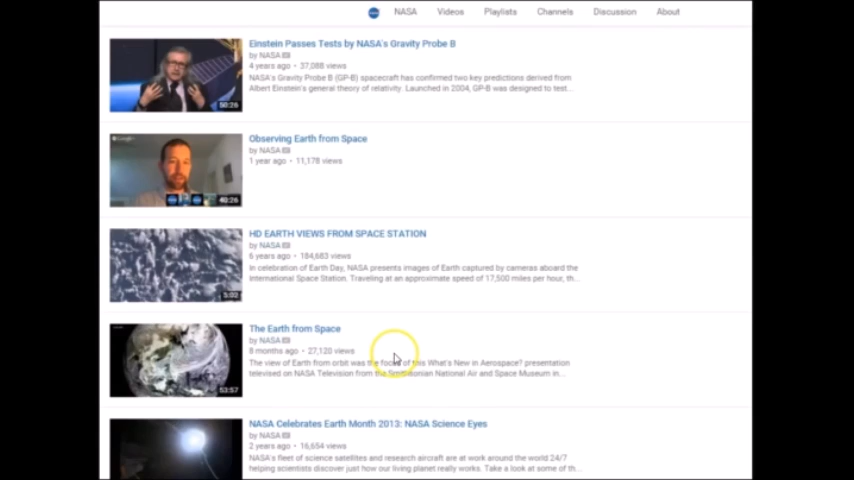 NASA Videos Playlists Channels Discussion About
Einstein Passes Tests by NASA's Gravity Probe B
by NASA
4 years ago • 37,088 views
NASA's Gravity Probe B (GP-B) spacecraft has confirmed two key predictions derived from
Albert Einstein's general theory of relativity. Launched in 2004, GP-B was designed to test...
50:26
Observing Earth from Space
by NASA
1 year ago • 11,178 views
40:26
HD EARTH VIEWS FROM SPACE STATION
by NASA
6 years ago • 184,683 views
In celebration of Earth Day, NASA presents images of Earth captured by cameras aboard the
International Space Station. Traveling at an approximate speed of 17,500 miles per hour, th...
5:02
The Earth from Space
by NASA
8 months ago • 27,120 views
The view of Earth from orbit was the focus of this What's New in Aerospace? presentation
televised on NASA Television from the Smithsonian National Air and Space Museum in...
53:57
NASA Celebrates Earth Month 2013: NASA Science Eyes
by NASA
2 years ago • 16,654 views
NASA's fleet of science satellites and research aircraft are at work around the world 24/7
helping scientists discover just how our living planet really works. Take a look at some of th...